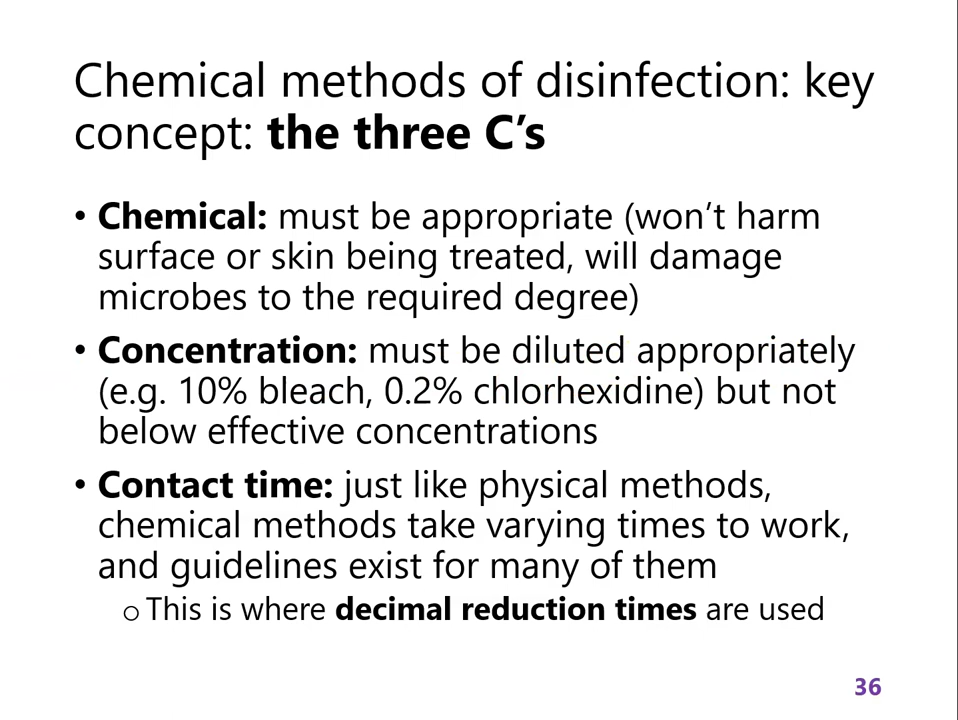 Chemical methods of disinfection: key
concept: the three C’s
• Chemical: must be appropriate (won’t harm
surface or skin being treated, will damage
microbes to the required degree)
• Concentration: must be diluted appropriately
(e.g. 10% bleach, 0.2% chlorhexidine) but not
below effective concentrations
• Contact time: just like physical methods,
chemical methods take varying times to work,
and guidelines exist for many of them
○ This is where decimal reduction times are used
36